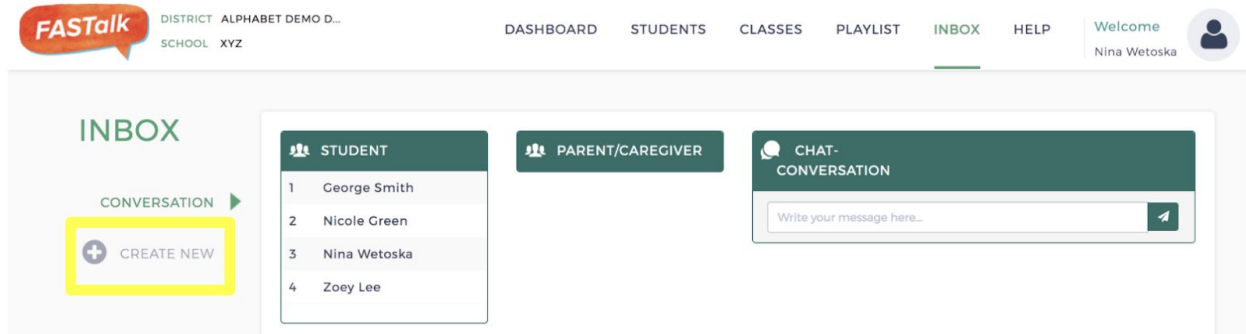 FASTalk
DISTRICT ALPHABET DEMO D...
SCHOOL XYZ
DASHBOARD STUDENTS CLASSES PLAYLIST INBOX HELP
Welcome
Nina Wetoska
INBOX
CONVERSATION
CREATE NEW
STUDENT
1 George Smith
2 Nicole Green
3 Nina Wetoska
4 Zoey Lee
PARENT/CAREGIVER
CHAT-
CONVERSATION
Write your message here...